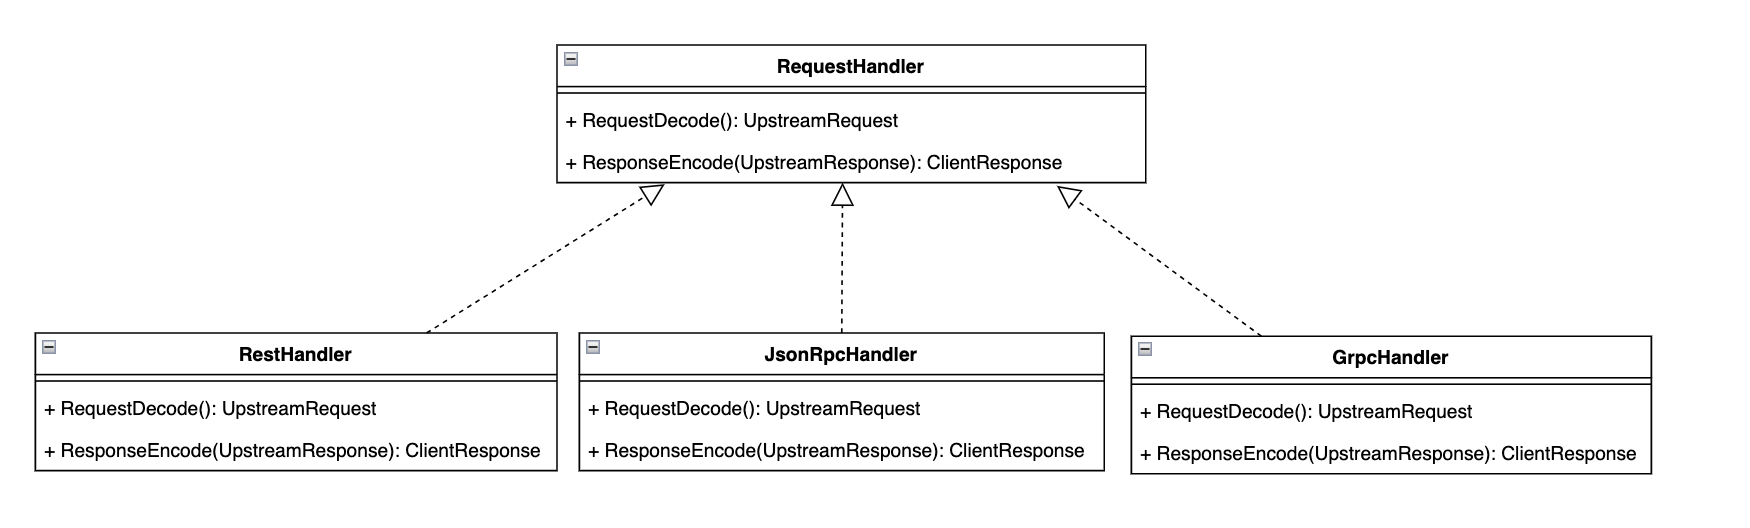 RequestHandler
+ RequestDecode(): UpstreamRequest
+ ResponseEncode(UpstreamResponse): ClientResponse
RestHandler
+ RequestDecode(): UpstreamRequest
+ ResponseEncode(UpstreamResponse): ClientResponse
JsonRpcHandler
+ RequestDecode(): UpstreamRequest
+ ResponseEncode(UpstreamResponse): ClientResponse
GrpcHandler
+ RequestDecode(): UpstreamRequest
+ ResponseEncode(UpstreamResponse): ClientResponse